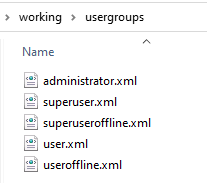 working > usergroups
Name
administrator.xml
superuser.xml
superuseroffline.xml
user.xml
useroffline.xml